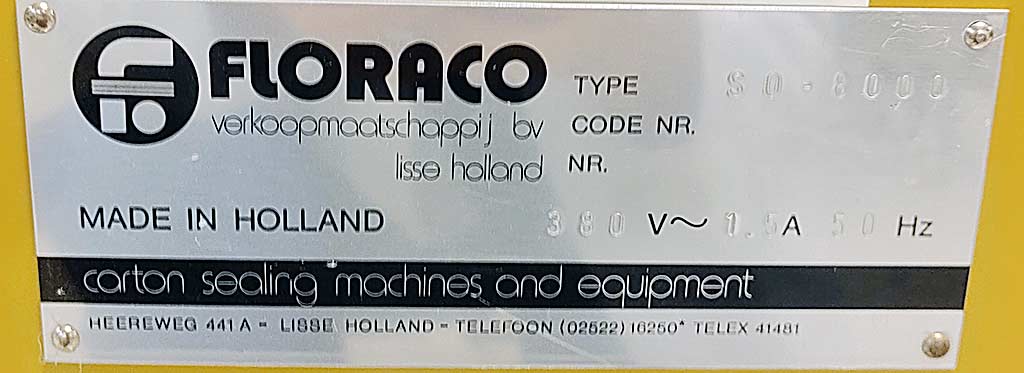 FLORACO
verkoopmaatschappij bv
lisse holland
TYPE SO-8000
CODE NR.
NR.
MADE IN HOLLAND 380 V~ 1.5A 50 Hz
carton sealing machines and equipment
HEEREWEG 441 A - LISSE HOLLAND - TELEFOON (02522) 16250* TELEX 41481